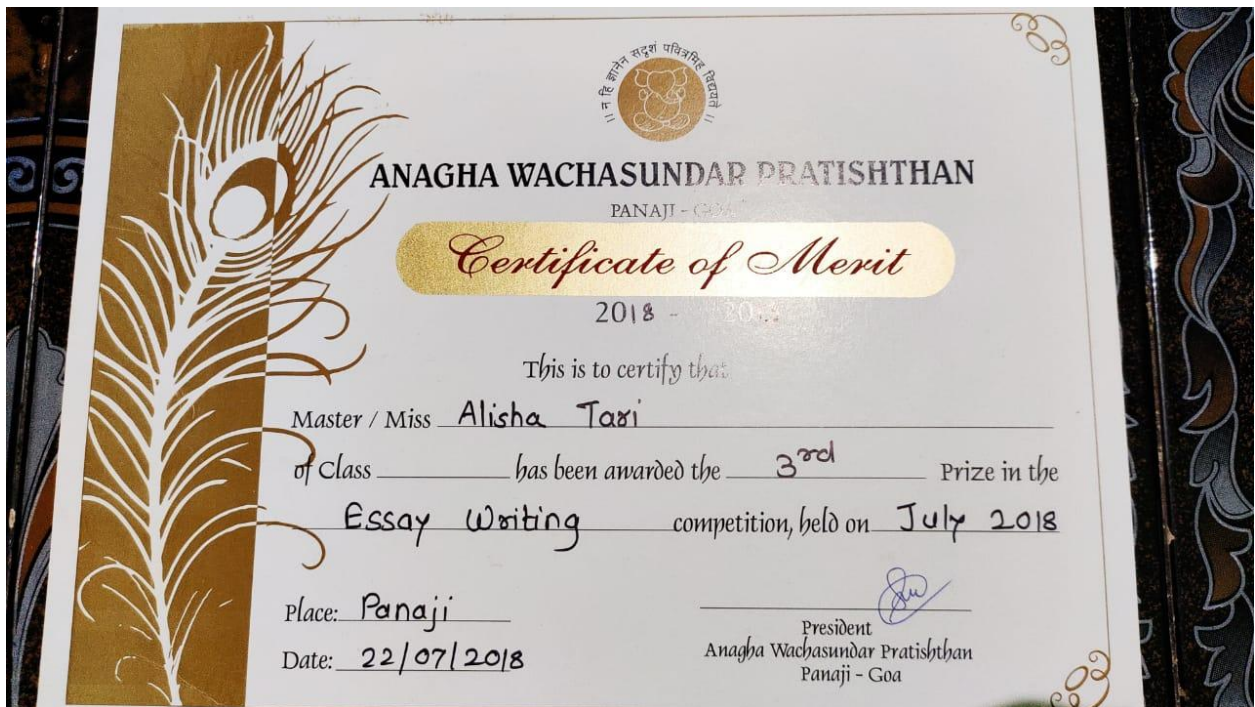 ॥ न हि ज्ञानेन सदृशं पवित्रमिह विद्यते ॥
ANAGHA WACHASUNDAR PRATISHTHAN
PANAJI - GOA
Certificate of Merit
2018 -
This is to certify that
Master / Miss Alisha Tari
of Class has been awarded the 3rd Prize in the
Essay Writing competition, held on July 2018
Place: Panaji
Date: 22/07/2018
President
Anagha Wachasundar Pratishthan
Panaji - Goa